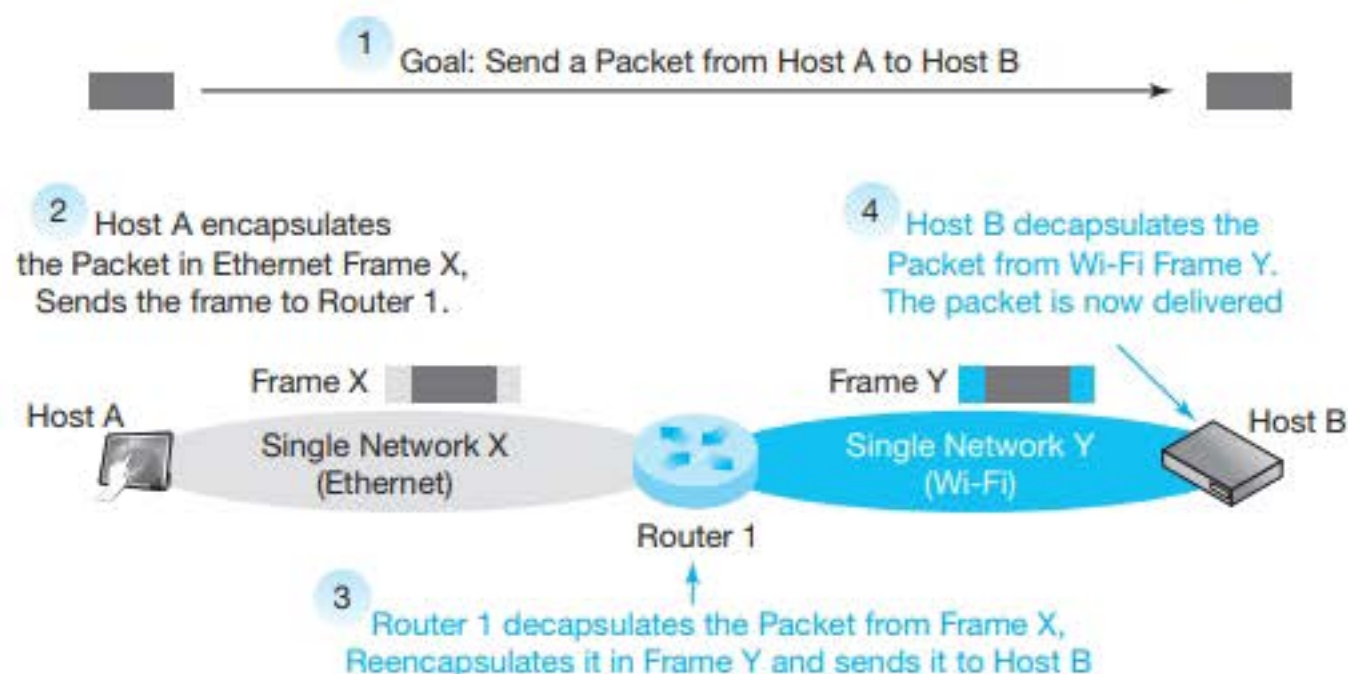 1
Goal: Send a Packet from Host A to Host B
2
Host A encapsulates
the Packet in Ethernet Frame X,
Sends the frame to Router 1.
4
Host B decapsulates the
Packet from Wi-Fi Frame Y.
The packet is now delivered
Frame X
Frame Y
Host A
Host B
Single Network X
(Ethernet)
Single Network Y
(Wi-Fi)
Router 1
3
Router 1 decapsulates the Packet from Frame X,
Reencapsulates it in Frame Y and sends it to Host B